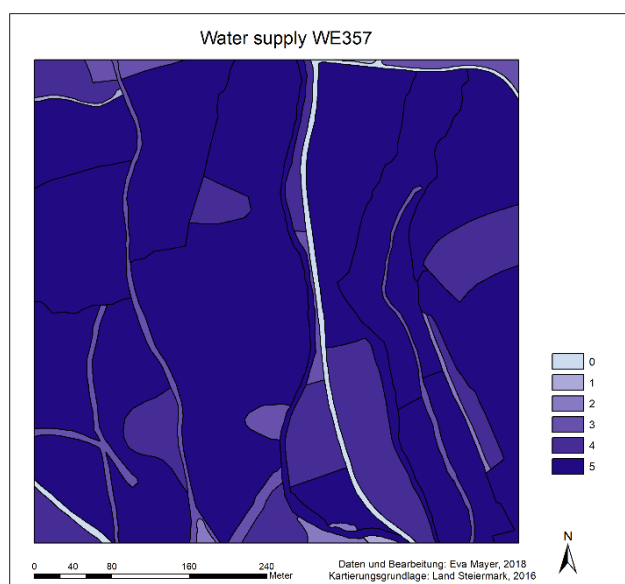 Water supply WE357
0
1
2
3
4
5
N
0 40 80 160 240
Meter
Daten und Bearbeitung: Eva Mayer, 2018
Kartierungsgrundlage: Land Steiermark, 2016